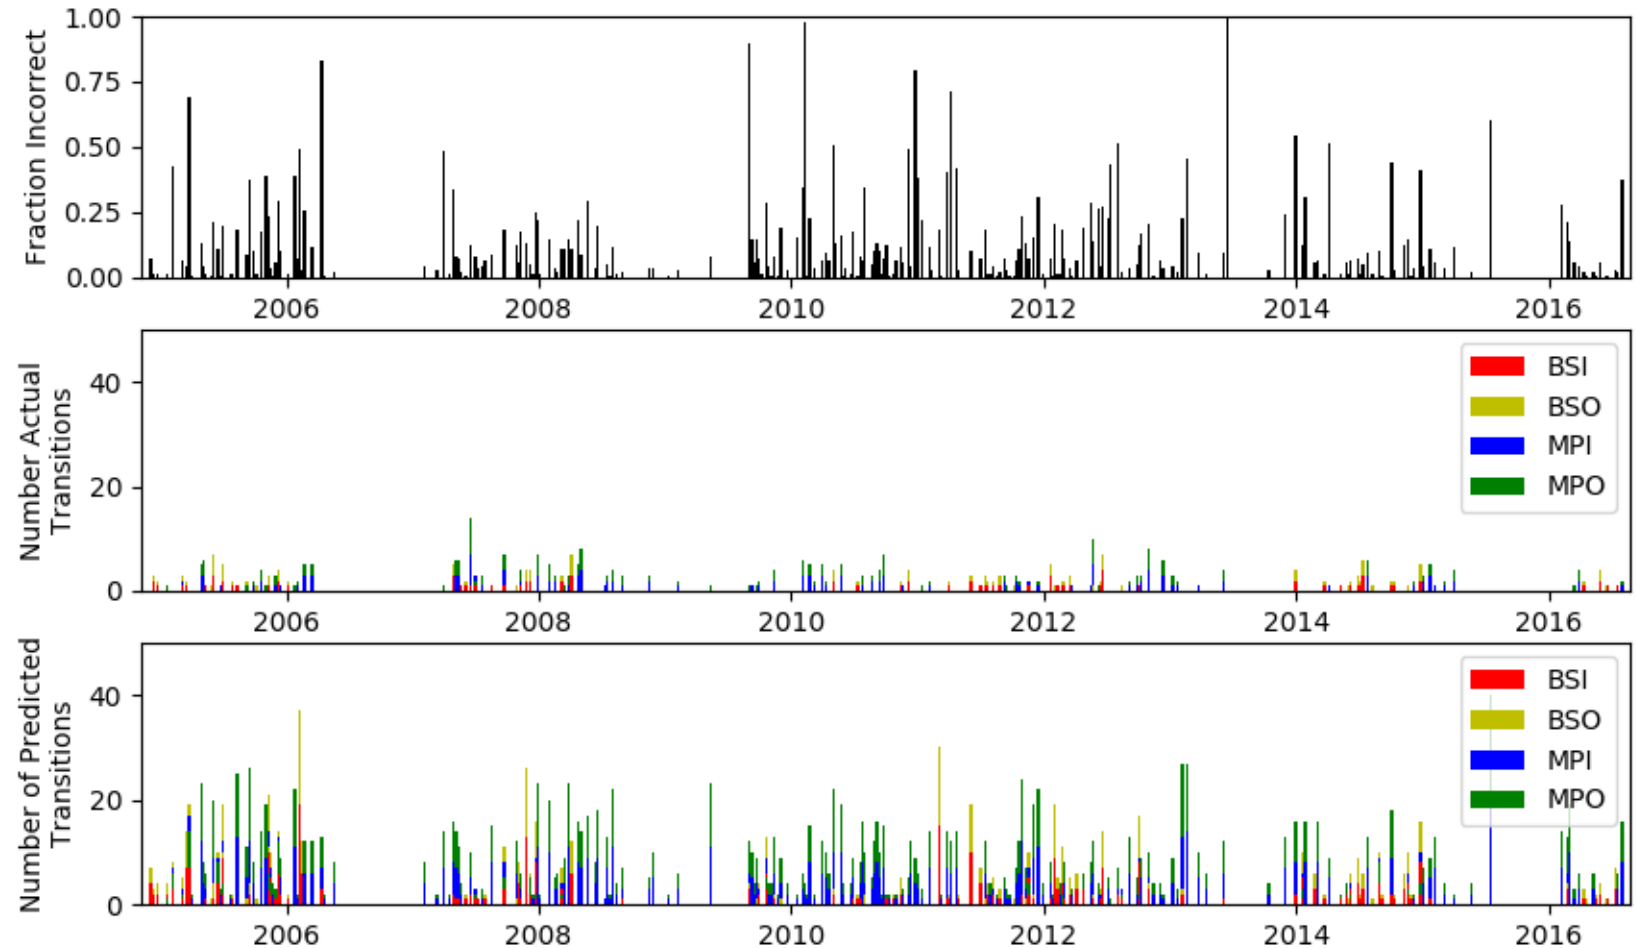 1.00
0.75
0.50
0.25
0.00
Fraction Incorrect
2006 2008 2010 2012 2014 2016
40
20
0
Number Actual
Transitions
BSI
BSO
MPI
MPO
2006 2008 2010 2012 2014 2016
40
20
0
Number of Predicted
Transitions
BSI
BSO
MPI
MPO
2006 2008 2010 2012 2014 2016